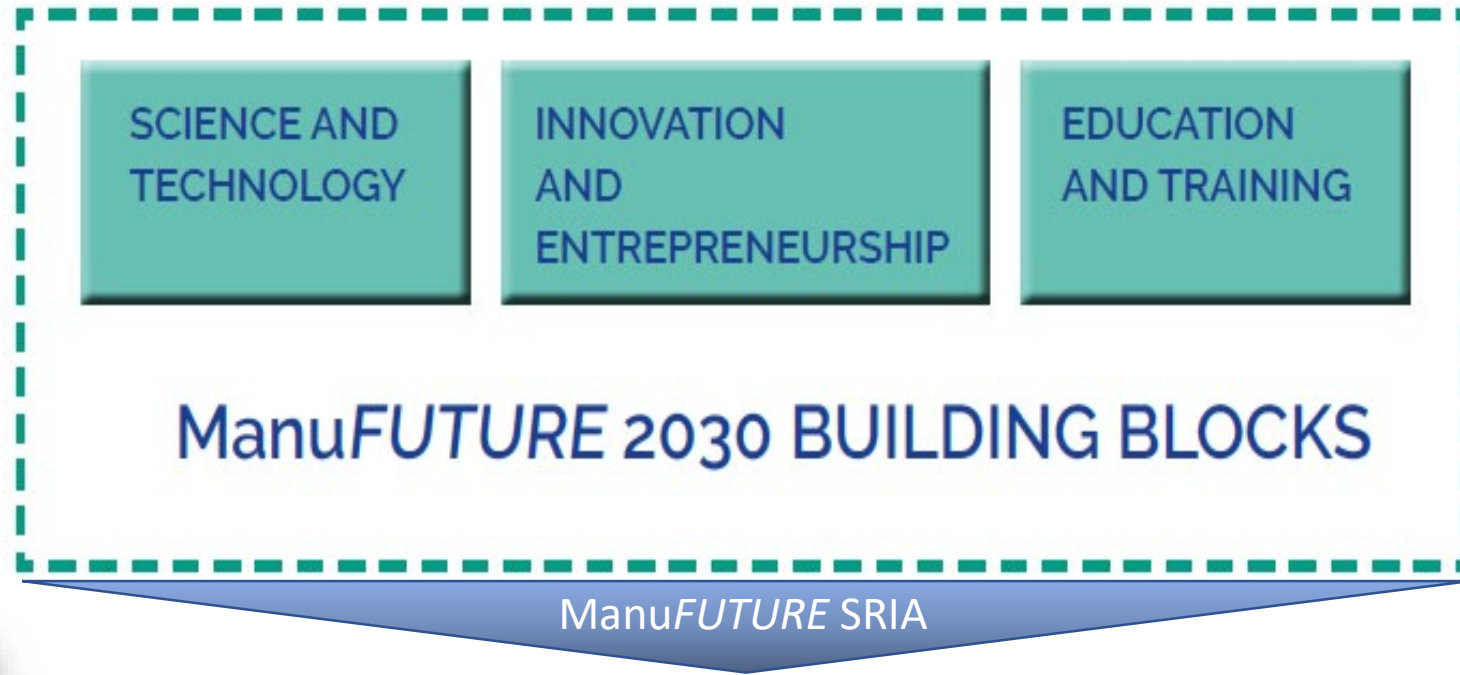 SCIENCE AND
TECHNOLOGY
INNOVATION
AND
ENTREPRENEURSHIP
EDUCATION
AND TRAINING
ManuFUTURE 2030 BUILDING BLOCKS
ManuFUTURE SRIA